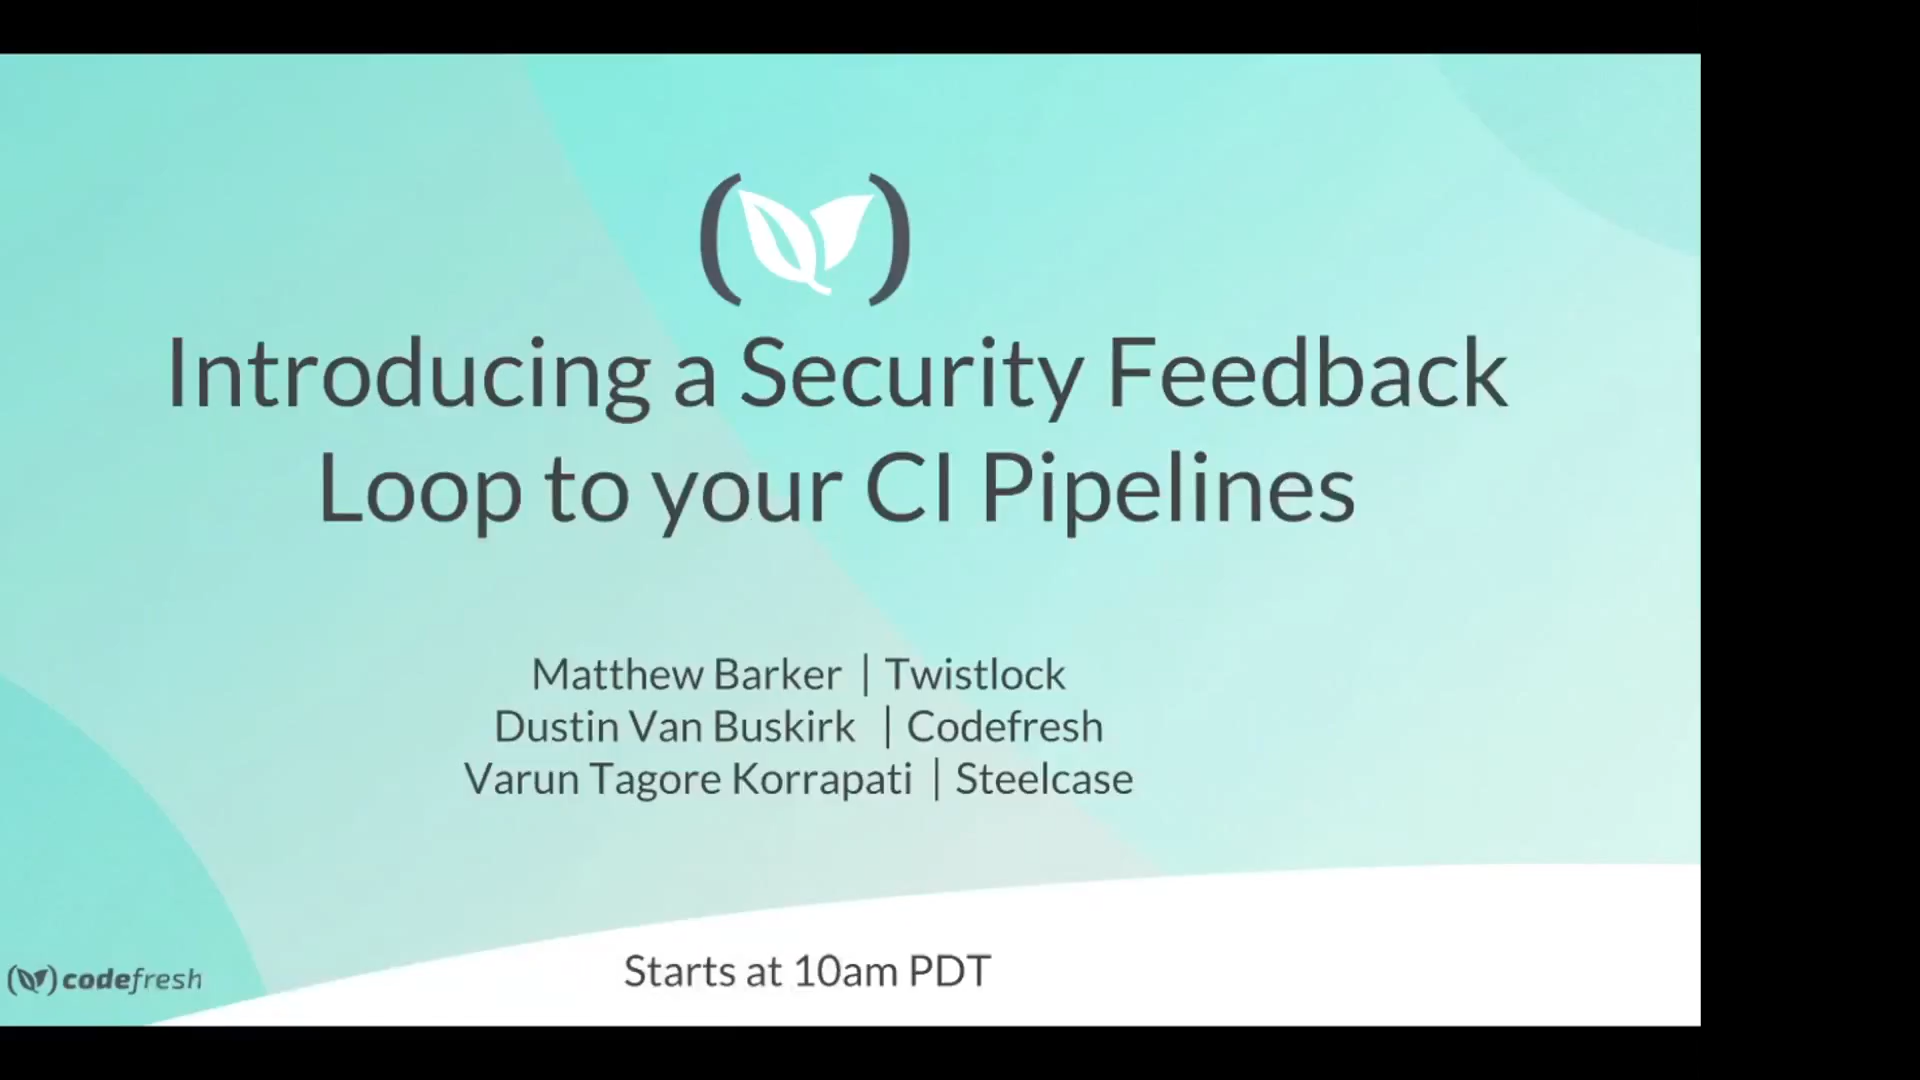 Introducing a Security Feedback
Loop to your CI Pipelines
Matthew Barker | Twistlock
Dustin Van Buskirk | Codefresh
Varun Tagore Korrapati | Steelcase
Starts at 10am PDT
codefresh